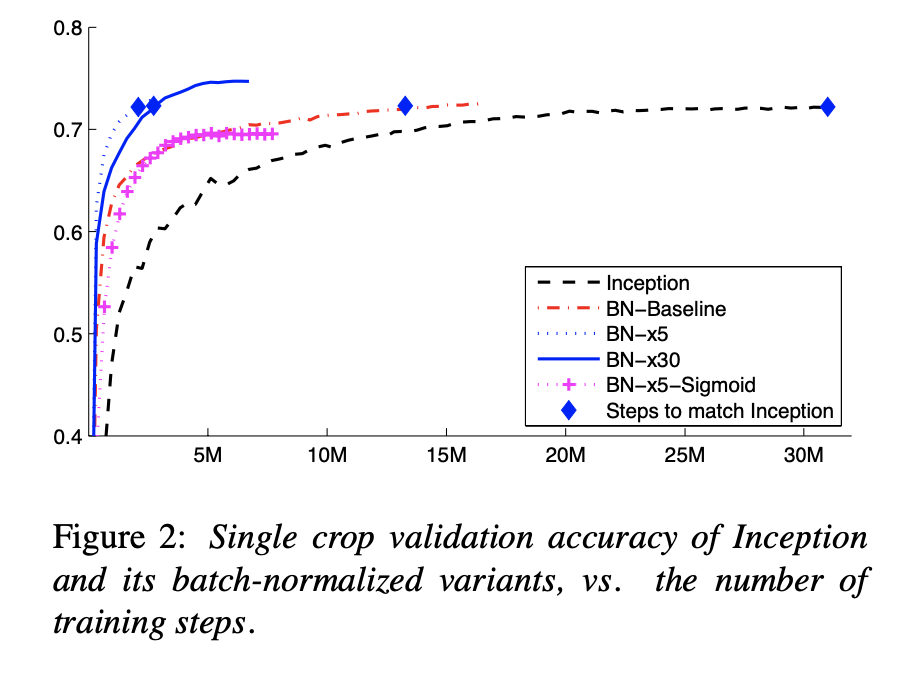 0.8
0.7
0.6
0.5
0.4
5M 10M 15M 20M 25M 30M
Inception
BN−Baseline
BN−x5
BN−x30
BN−x5−Sigmoid
Steps to match Inception
Figure 2: Single crop validation accuracy of Inception
and its batch-normalized variants, vs. the number of
training steps.